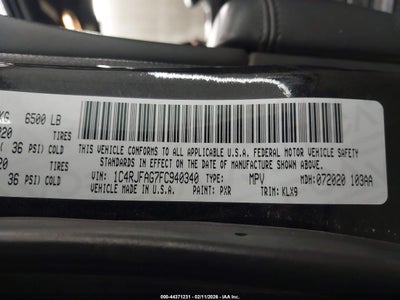 KG 6500 LB
020 TIRES
( 36 PSI) COLD
20 TIRES
36 PSI) COLD
THIS VEHICLE CONFORMS TO ALL APPLICABLE U.S.A. FEDERAL MOTOR VEHICLE SAFETY
STANDARDS IN EFFECT ON THE DATE OF MANUFACTURE SHOWN ABOVE.
VIN: 1C4RJFAG7FC940340 TYPE: MPV MDH: 072020 103AA
VEHICLE MADE IN U.S.A. PAINT: PXR TRIM: KLX9
000-44371231 - 02/11/2026 - IAA, Inc.